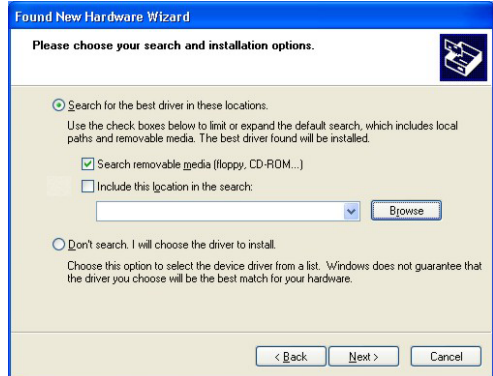 Found New Hardware Wizard
Please choose your search and installation options.
Search for the best driver in these locations.
Use the check boxes below to limit or expand the default search, which includes local
paths and removable media. The best driver found will be installed.
Search removable media (floppy, CD-ROM...)
Include this location in the search:
Browse
Don't search. I will choose the driver to install.
Choose this option to select the device driver from a list. Windows does not guarantee that
the driver you choose will be the best match for your hardware.
< Back Next > Cancel